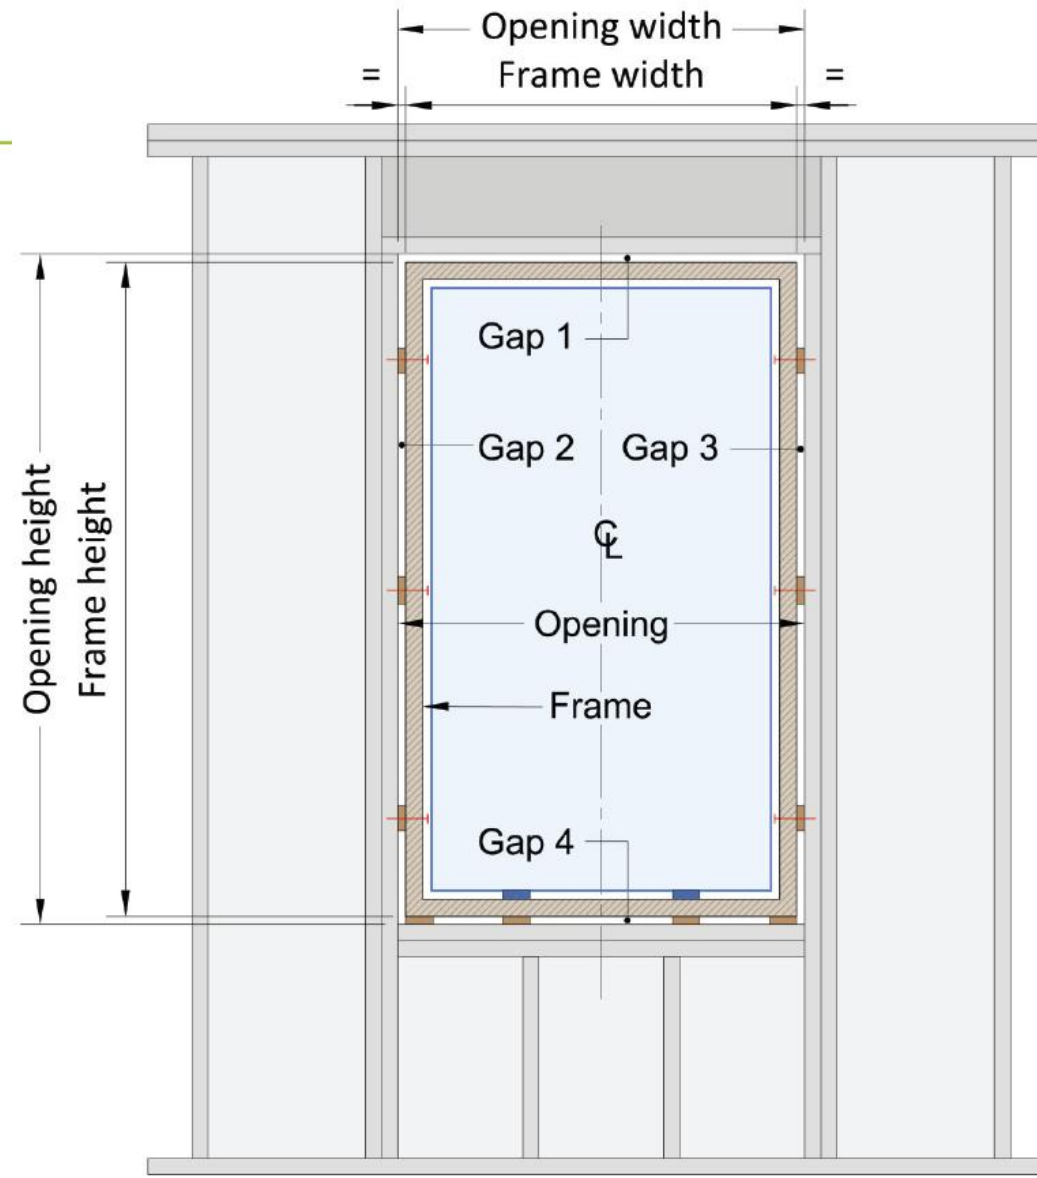 Opening width
= Frame width =
Gap 1
Gap 2 Gap 3
℄
Opening
Frame
Gap 4
Opening height
Frame height